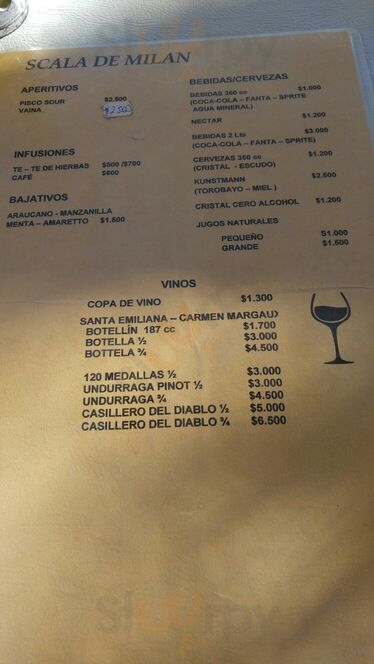 SCALA DE MILAN
APERITIVOS
PISCO SOUR $2.500
VAINA $2.500
INFUSIONES
TE – TE DE HIERBAS $500 /$700
CAFÉ $600
BAJATIVOS
ARAUCANO - MANZANILLA
MENTA – AMARETTO $1.500
BEBIDAS/CERVEZAS
BEBIDAS 350 cc $1.000
(COCA-COLA – FANTA – SPRITE
AGUA MINERAL)
NECTAR $1.200
BEBIDAS 2 Lts $3.000
(COCA-COLA – FANTA – SPRITE)
CERVEZAS 350 cc $1.200
(CRISTAL - ESCUDO)
KUNSTMANN $2.500
(TOROBAYO – MIEL )
CRISTAL CERO ALCOHOL $1.200
JUGOS NATURALES
PEQUEÑO $1.000
GRANDE $1.500
VINOS
COPA DE VINO $1.300
SANTA EMILIANA – CARMEN MARGAUX
BOTELLÍN 187 cc $1.700
BOTELLA ½ $3.000
BOTTELA ¾ $4.500
120 MEDALLAS ½ $3.000
UNDURRAGA PINOT ½ $3.000
UNDURRAGA ¾ $4.500
CASILLERO DEL DIABLO ½ $5.000
CASILLERO DEL DIABLO ¾ $6.500